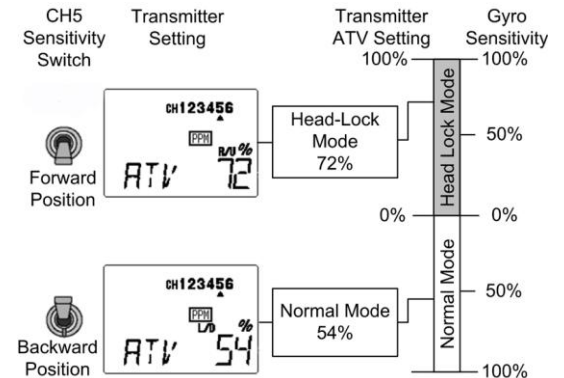 CH5
Sensitivity
Switch
Transmitter
Setting
Transmitter
ATV Setting
Gyro
Sensitivity
100%
100%
CH123456
PPM
R/U %
ATV 72
Head-Lock
Mode
72%
Head Lock Mode
50%
Forward
Position
0%
0%
CH123456
PPM
L/D %
ATV 54
Normal Mode
54%
Normal Mode
50%
Backward
Position
100%